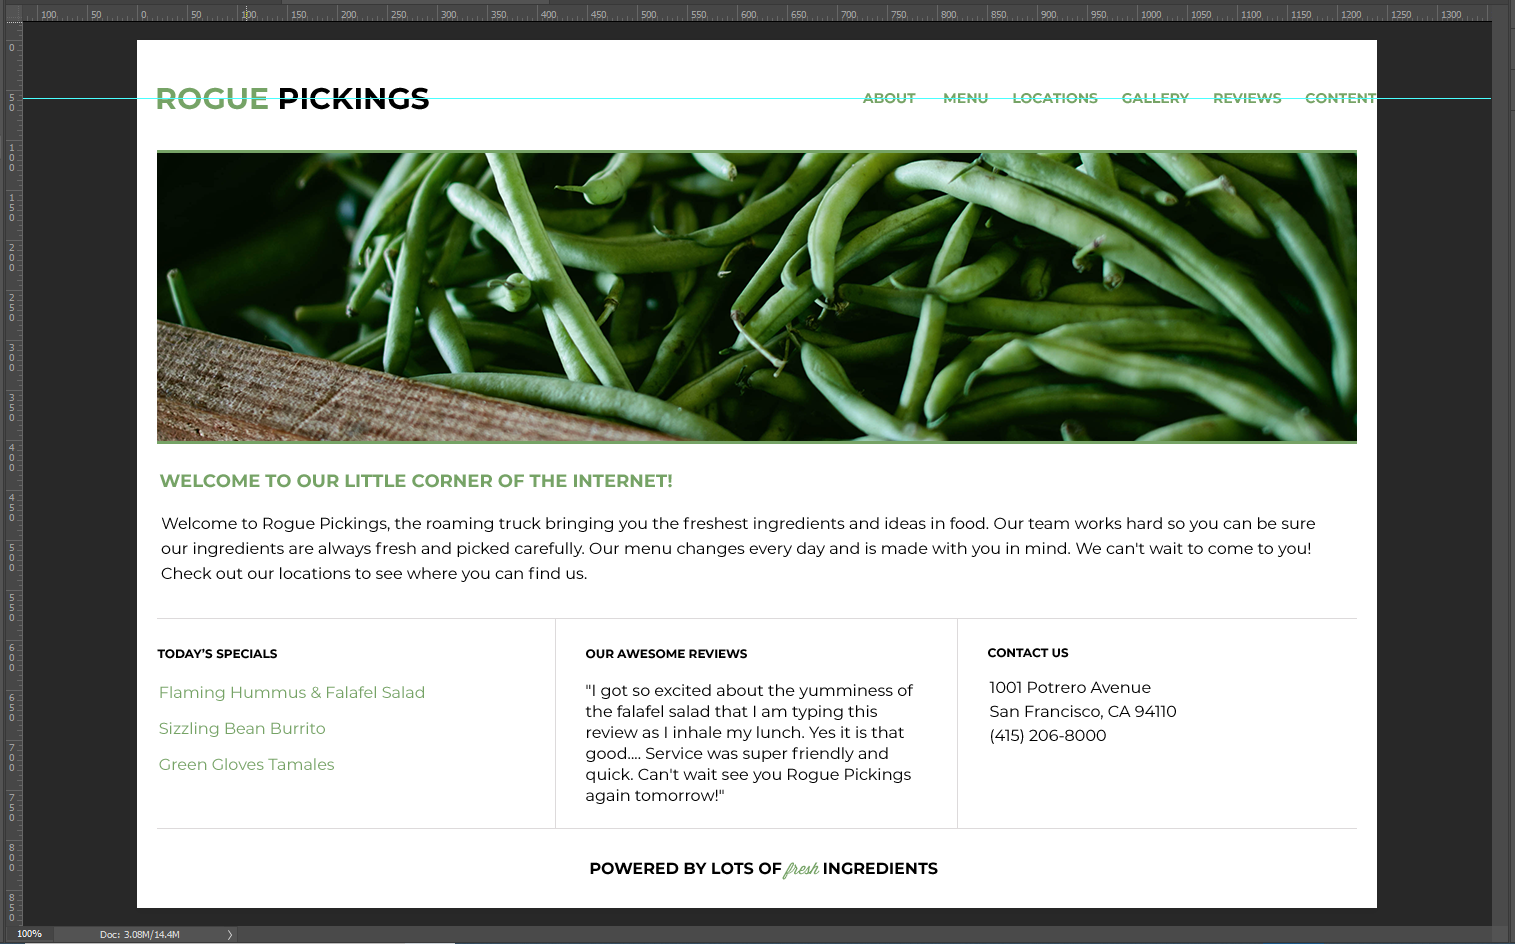 100 50 0 50 100 150 200 250 300 350 400 450 500 550 600 650 700 750 800 850 900 950 1000 1050 1100 1150 1200 1250 1300
0
50
100
150
200
250
300
350
400
450
500
550
600
650
700
750
800
850
ROGUE PICKINGS
ABOUT MENU LOCATIONS GALLERY REVIEWS CONTENT
WELCOME TO OUR LITTLE CORNER OF THE INTERNET!
Welcome to Rogue Pickings, the roaming truck bringing you the freshest ingredients and ideas in food. Our team works hard so you can be sure
our ingredients are always fresh and picked carefully. Our menu changes every day and is made with you in mind. We can't wait to come to you!
Check out our locations to see where you can find us.
TODAY’S SPECIALS
Flaming Hummus & Falafel Salad
Sizzling Bean Burrito
Green Gloves Tamales
OUR AWESOME REVIEWS
"I got so excited about the yumminess of
the falafel salad that I am typing this
review as I inhale my lunch. Yes it is that
good.... Service was super friendly and
quick. Can't wait see you Rogue Pickings
again tomorrow!"
CONTACT US
1001 Potrero Avenue
San Francisco, CA 94110
(415) 206-8000
POWERED BY LOTS OF fresh INGREDIENTS
100% Doc: 3.08M/14.4M